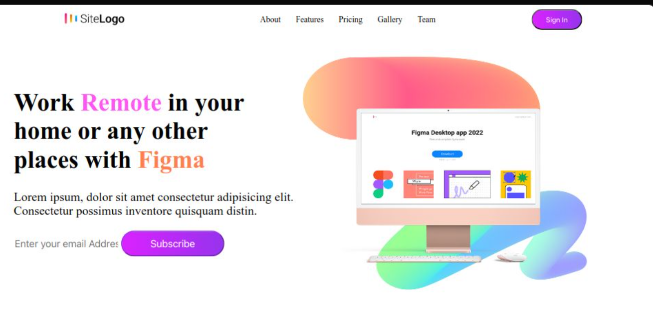 SiteLogo
About Features Pricing Gallery Team
Sign In
Work Remote in your
home or any other
places with Figma
Lorem ipsum, dolor sit amet consectetur adipisicing elit.
Consectetur possimus inventore quisquam distin.
Enter your email Addres
Subscribe
Figma Desktop app 2022